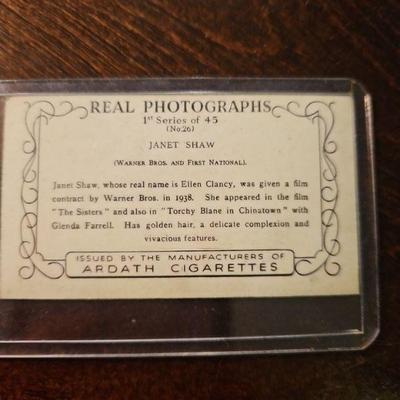 REAL PHOTOGRAPHS
1st Series of 45
(No.26)
JANET SHAW
(WARNER BROS. AND FIRST NATIONAL).
Janet Shaw, whose real name is Ellen Clancy, was given a film
contract by Warner Bros. in 1938. She appeared in the film
"The Sisters" and also in "Torchy Blane in Chinatown" with
Glenda Farrell. Has golden hair, a delicate complexion and
vivacious features.
ISSUED BY THE MANUFACTURERS OF
ARDATH CIGARETTES